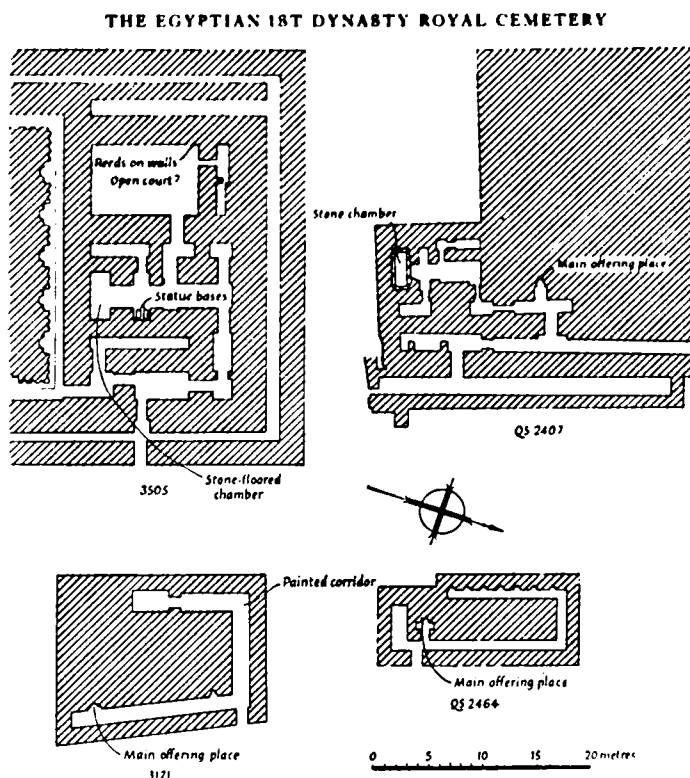 THE EGYPTIAN 1ST DYNASTY ROYAL CEMETERY
Reeds on walls
Open court?
Stone chamber
Main offering place
Statue bases
QS 2407
Stone-floored
chamber
3505
Painted corridor
Main offering place
QS 2464
Main offering place
3121
0 5 10 15 20 metres